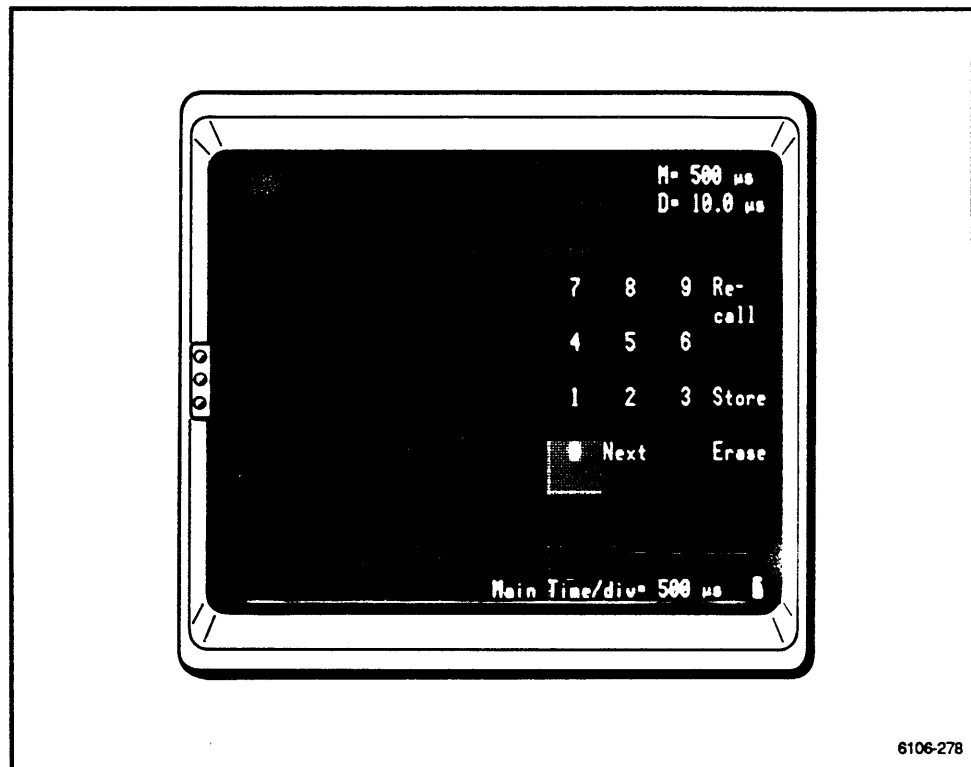 M= 500 µs
D= 10.0 µs
7 8 9 Re-
call
4 5 6
1 2 3 Store
Next Erase
Main Time/div= 500 µs
6106-278